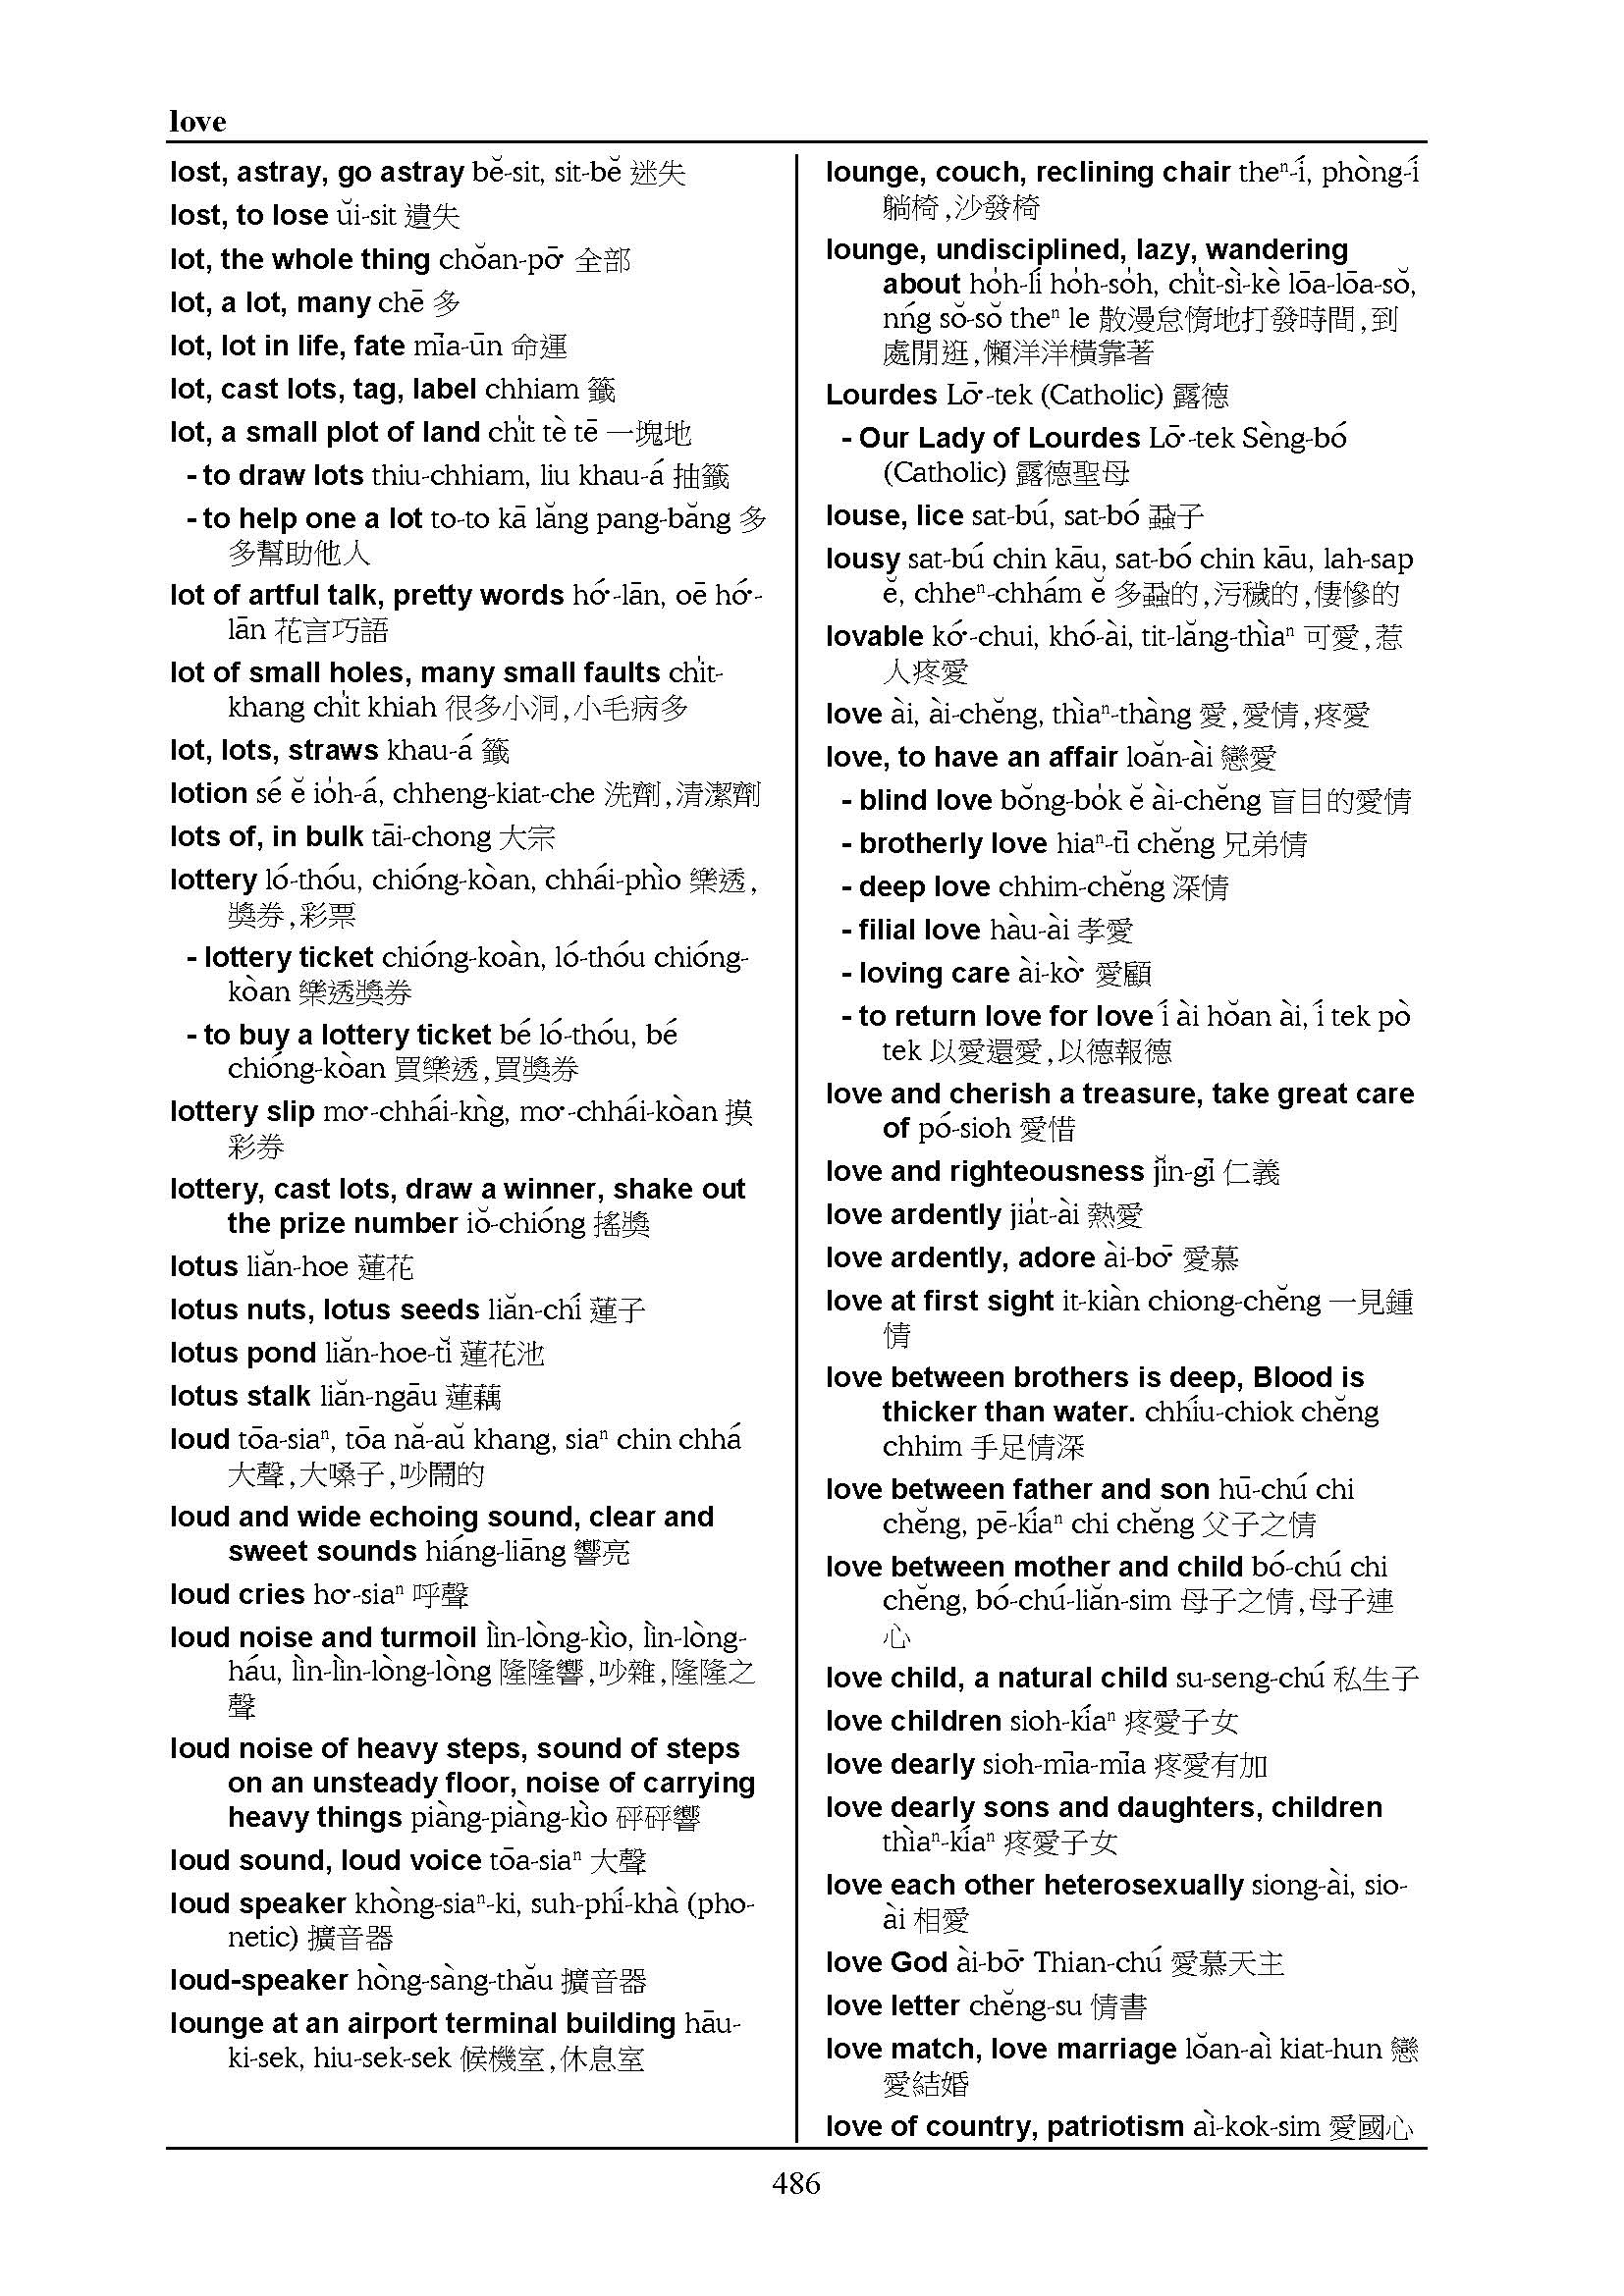 love
lost, astray, go astray bĕ-sit, sit-bĕ 迷失
lost, to lose ŭi-sit 遺失
lot, the whole thing chŏan-pō͘ 全部
lot, a lot, many chē 多
lot, lot in life, fate mīa-ūn 命運
lot, cast lots, tag, label chhiam 籤
lot, a small plot of land chi̍t tè tē 一塊地
- to draw lots thiu-chhiam, liu khau-á 抽籤
- to help one a lot to-to kā lăng pang-băng 多
多幫助他人
lot of artful talk, pretty words hó͘-lān, oē hó͘-
lān 花言巧語
lot of small holes, many small faults chi̍t-
khang chi̍t khiah 很多小洞,小毛病多
lot, lots, straws khau-á 籤
lotion sé ĕ io̍h-á, chheng-kiat-che 洗劑,清潔劑
lots of, in bulk tāi-chong 大宗
lottery ló-thóu, chióng-kòan, chhái-phìo 樂透,
獎券,彩票
- lottery ticket chióng-koàn, ló-thóu chióng-
kòan 樂透獎券
- to buy a lottery ticket bé ló-thóu, bé
chióng-kòan 買樂透,買獎券
lottery slip mo͘-chhái-kǹg, mo͘-chhái-kòan 摸
彩券
lottery, cast lots, draw a winner, shake out
the prize number iŏ-chióng 搖獎
lotus liăn-hoe 蓮花
lotus nuts, lotus seeds liăn-chí 蓮子
lotus pond liăn-hoe-tĭ 蓮花池
lotus stalk liăn-ngāu 蓮藕
loud tōa-siaⁿ, tōa nă-aŭ khang, siaⁿ chin chhá
大聲,大嗓子,吵鬧的
loud and wide echoing sound, clear and
sweet sounds hiáng-liāng 響亮
loud cries ho͘-siaⁿ 呼聲
loud noise and turmoil lìn-lòng-kìo, lìn-lòng-
háu, lìn-lìn-lòng-lòng 隆隆響,吵雜,隆隆之
聲
loud noise of heavy steps, sound of steps
on an unsteady floor, noise of carrying
heavy things piàng-piàng-kìo 砰砰響
loud sound, loud voice tōa-siaⁿ 大聲
loud speaker khòng-siaⁿ-ki, suh-phí-khà (pho-
netic) 擴音器
loud-speaker hòng-sàng-thău 擴音器
lounge at an airport terminal building hāu-
ki-sek, hiu-sek-sek 候機室,休息室
lounge, couch, reclining chair theⁿ-í, phòng-í
躺椅,沙發椅
lounge, undisciplined, lazy, wandering
about ho̍h-lí ho̍h-so̍h, chi̍t-sì-kè lōa-lōa-sŏ,
nńg sŏ-sŏ theⁿ le 散漫怠惰地打發時間,到
處閒逛,懶洋洋橫靠著
Lourdes Lō͘-tek (Catholic) 露德
- Our Lady of Lourdes Lō͘-tek Sèng-bó
(Catholic) 露德聖母
louse, lice sat-bú, sat-bó 蝨子
lousy sat-bú chin kāu, sat-bó chin kāu, lah-sap
ĕ, chheⁿ-chhám ĕ 多蝨的,污穢的,悽慘的
lovable kó͘-chui, khó-ài, tit-lăng-thìaⁿ 可愛,惹
人疼愛
love ài, ài-chĕng, thìaⁿ-thàng 愛,愛情,疼愛
love, to have an affair loăn-ài 戀愛
- blind love bŏng-bo̍k ĕ ài-chĕng 盲目的愛情
- brotherly love hiaⁿ-tī chĕng 兄弟情
- deep love chhim-chĕng 深情
- filial love hàu-ài 孝愛
- loving care ài-kò͘ 愛顧
- to return love for love í ài hŏan ài, í tek pò
tek 以愛還愛,以德報德
love and cherish a treasure, take great care
of pó-sioh 愛惜
love and righteousness jĭn-gī 仁義
love ardently jia̍t-ài 熱愛
love ardently, adore ài-bō͘ 愛慕
love at first sight it-kiàn chiong-chĕng 一見鍾
情
love between brothers is deep, Blood is
thicker than water. chhíu-chiok chĕng
chhim 手足情深
love between father and son hū-chú chi
chĕng, pē-kíaⁿ chi chĕng 父子之情
love between mother and child bó-chú chi
chĕng, bó-chú-liăn-sim 母子之情,母子連
心
love child, a natural child su-seng-chú 私生子
love children sioh-kíaⁿ 疼愛子女
love dearly sioh-mīa-mīa 疼愛有加
love dearly sons and daughters, children
thìaⁿ-kíaⁿ 疼愛子女
love each other heterosexually siong-ài, sio-
ài 相愛
love God ài-bō͘ Thian-chú 愛慕天主
love letter chĕng-su 情書
love match, love marriage lŏan-aì kiat-hun 戀
愛結婚
love of country, patriotism aì-kok-sim 愛國心
486